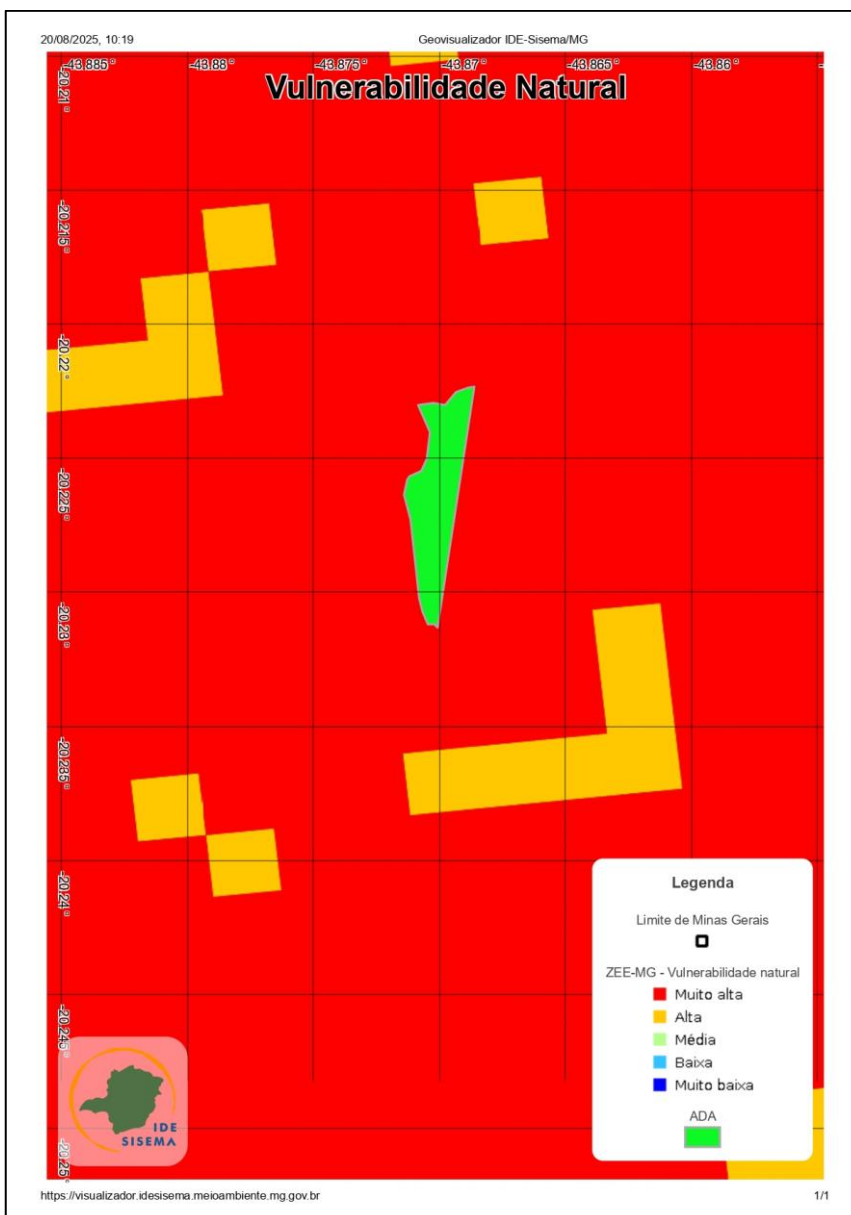 20/08/2025, 10:19 Geovisualizador IDE-Sisema/MG
-43.885° -43.88° -43.875° -43.87° -43.865° -43.86°
Vulnerabilidade Natural
-20.21°
-20.215°
-20.22°
-20.225°
-20.23°
-20.235°
-20.24°
-20.245°
-20.25°
Legenda
Limite de Minas Gerais
ZEE-MG - Vulnerabilidade natural
Muito alta
Alta
Média
Baixa
Muito baixa
ADA
IDE
SISEMA
https://visualizador.idesisema.meioambiente.mg.gov.br 1/1